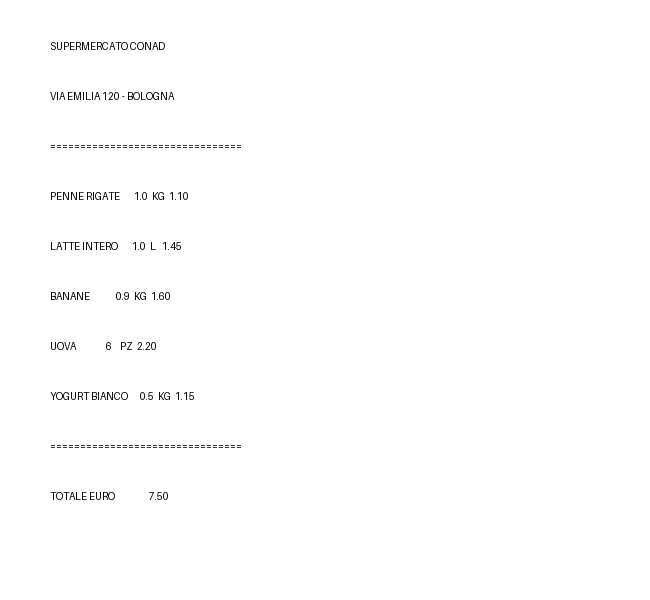 SUPERMERCATO CONAD
VIA EMILIA 120 - BOLOGNA
================================
PENNE RIGATE 1.0 KG 1.10
LATTE INTERO 1.0 L 1.45
BANANE 0.9 KG 1.60
UOVA 6 PZ 2.20
YOGURT BIANCO 0.5 KG 1.15
================================
TOTALE EURO 7.50